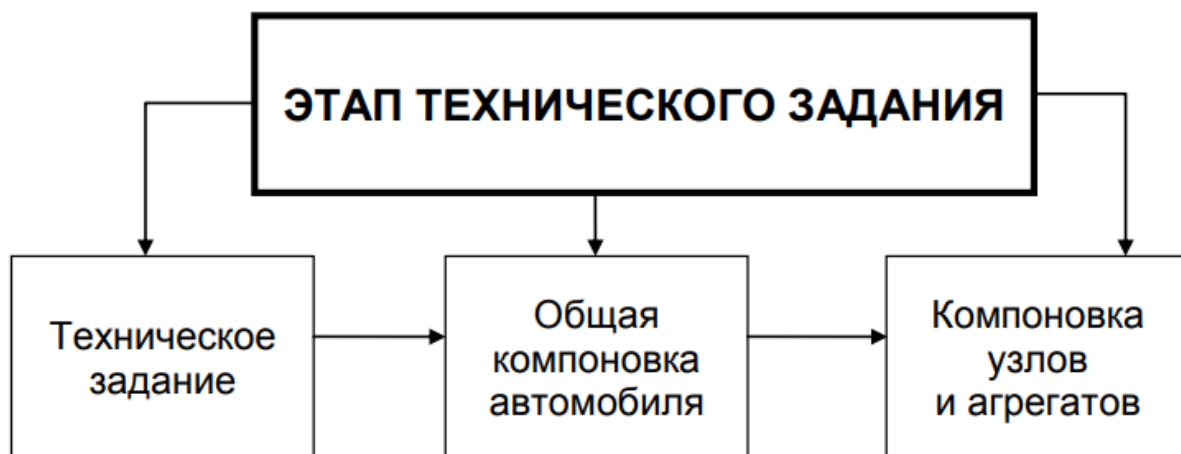 ЭТАП ТЕХНИЧЕСКОГО ЗАДАНИЯ
Техническое
задание
Общая
компоновка
автомобиля
Компоновка
узлов
и агрегатов